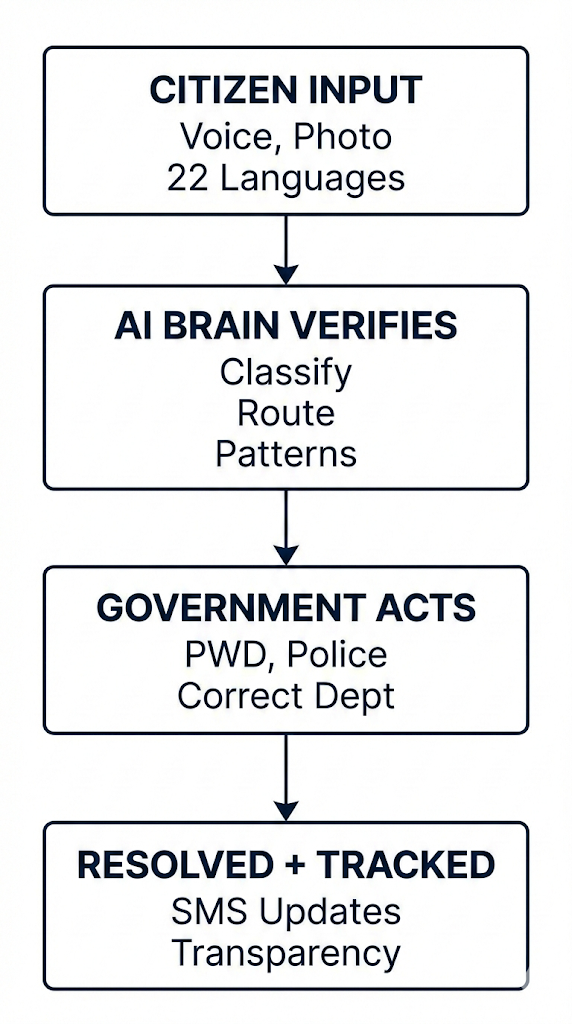 CITIZEN INPUT
Voice, Photo
22 Languages
AI BRAIN VERIFIES
Classify
Route
Patterns
GOVERNMENT ACTS
PWD, Police
Correct Dept
RESOLVED + TRACKED
SMS Updates
Transparency